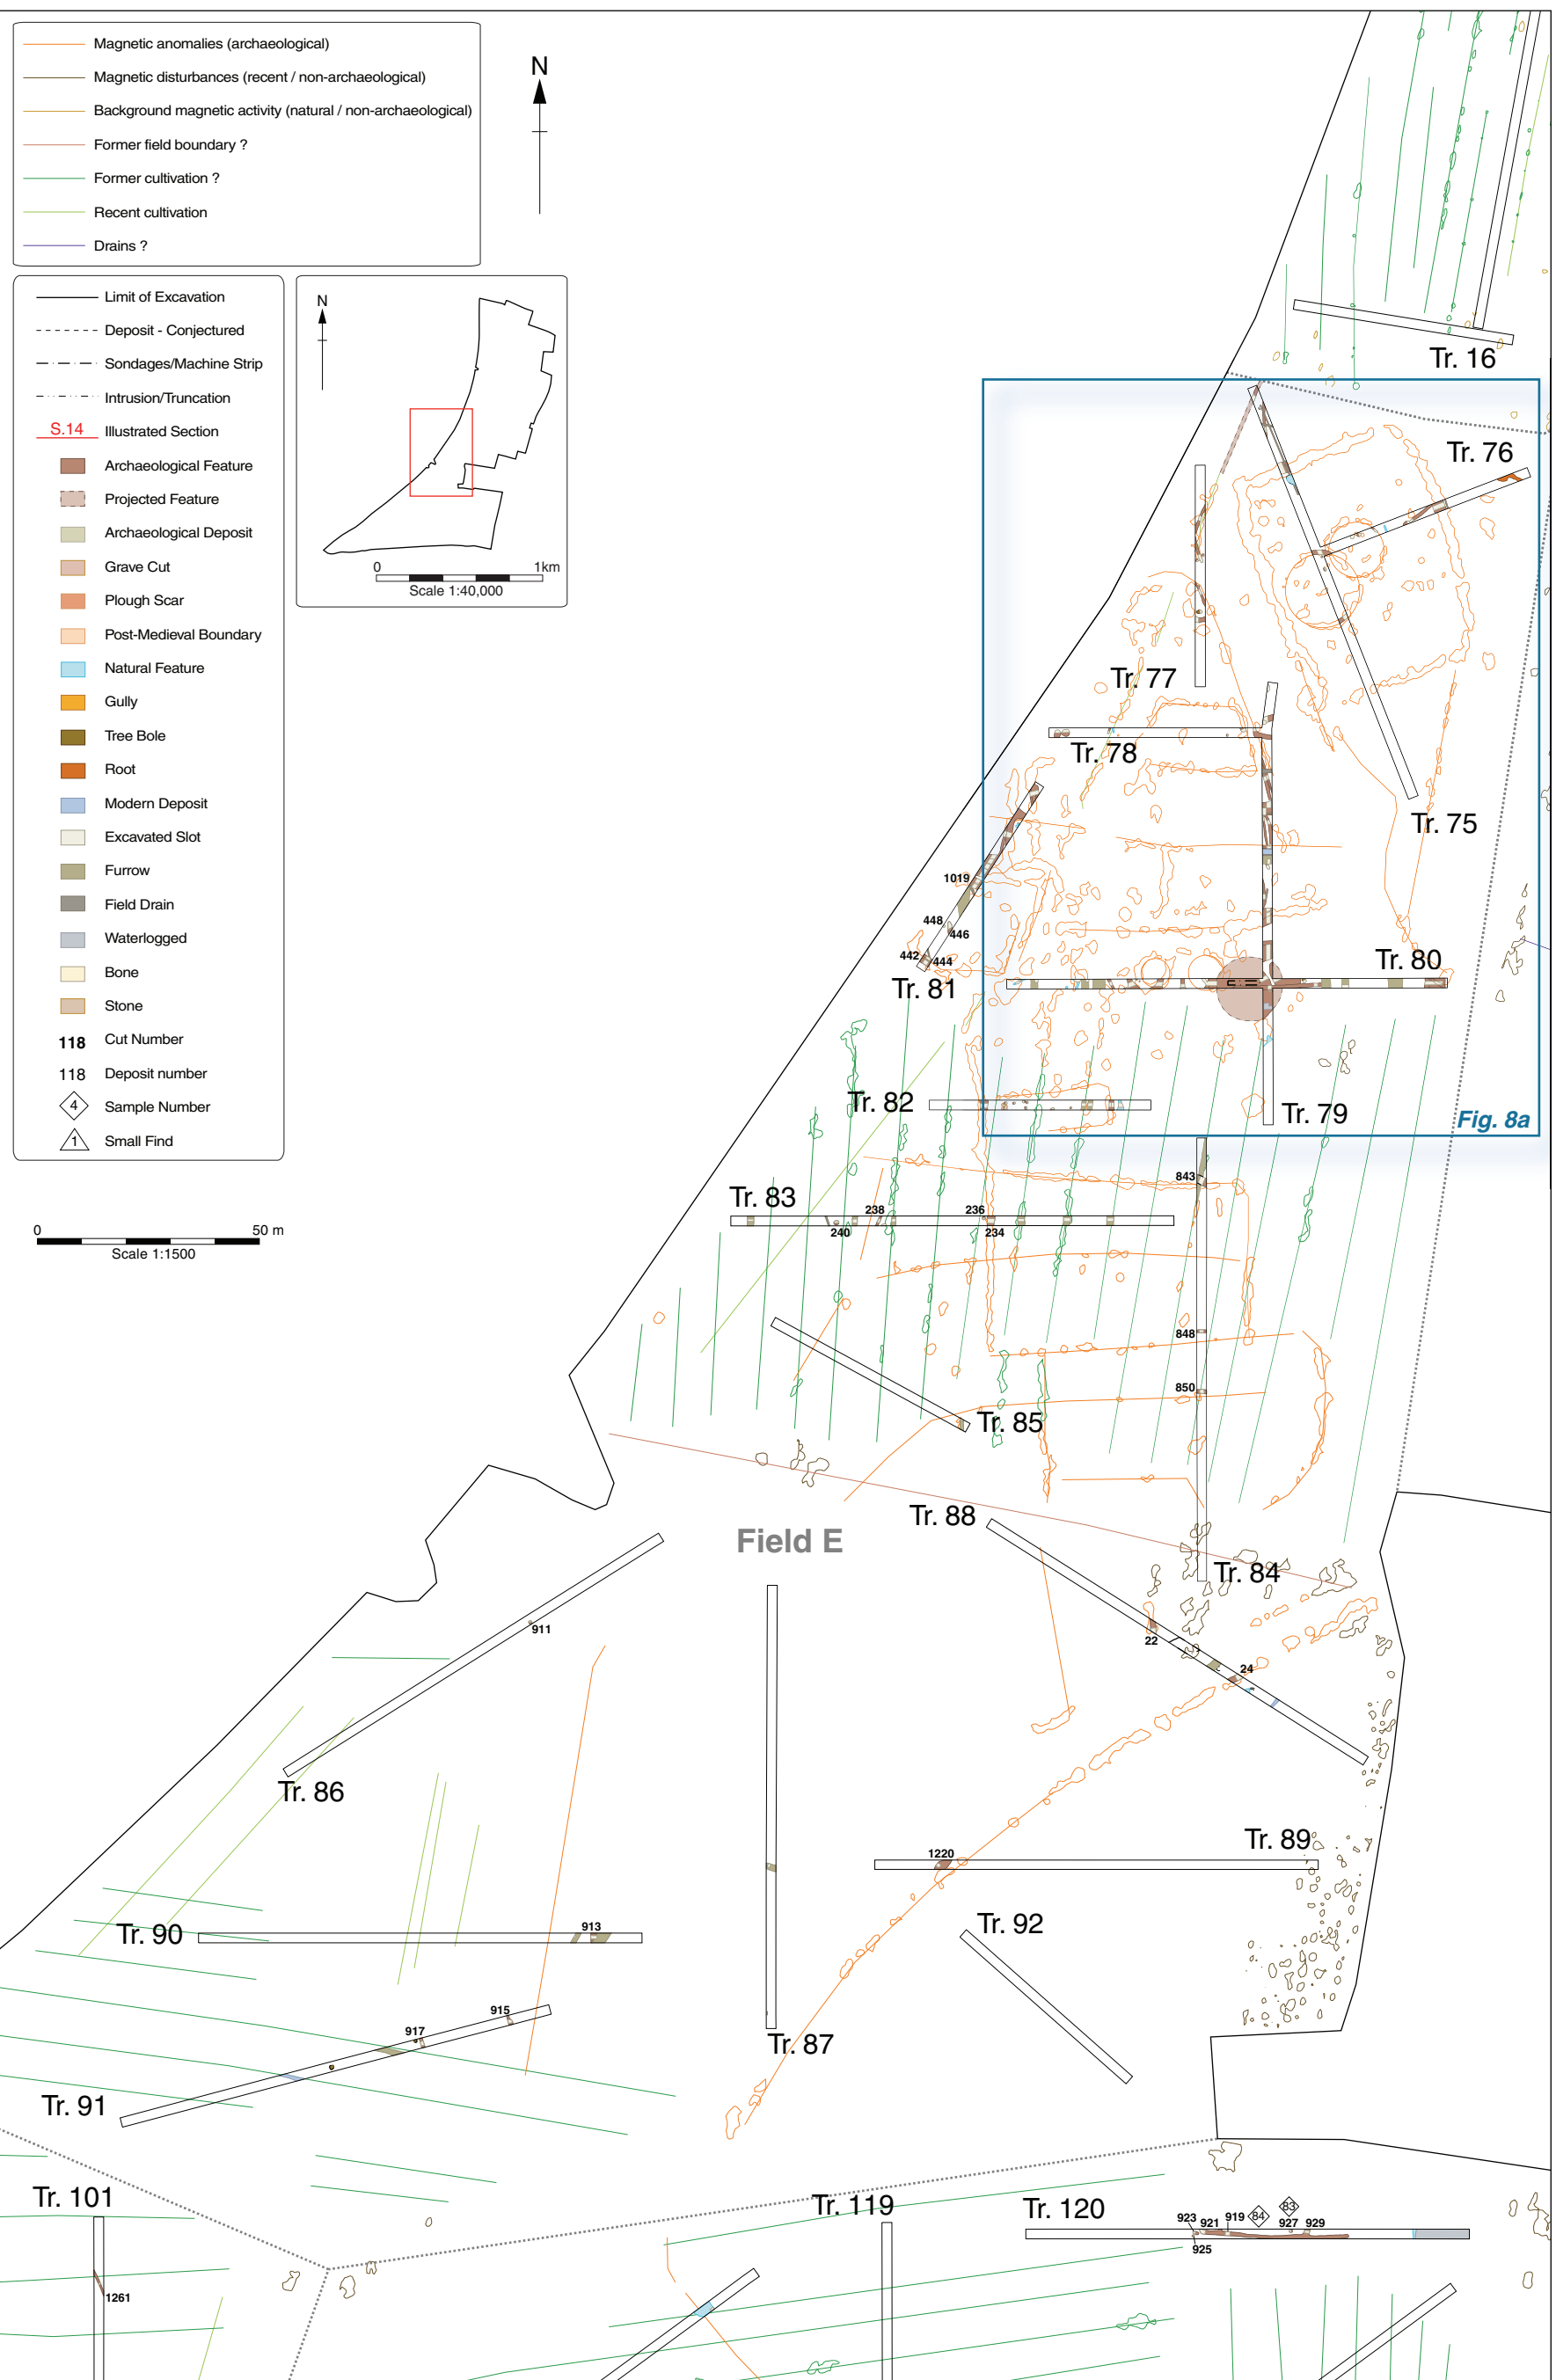 Magnetic anomalies (archaeological)
Magnetic disturbances (recent / non-archaeological)
Background magnetic activity (natural / non-archaeological)
Former field boundary ?
Former cultivation ?
Recent cultivation
Drains ?
N
Limit of Excavation
Deposit - Conjectured
Sondages/Machine Strip
Intrusion/Truncation
S.14 Illustrated Section
Archaeological Feature
Projected Feature
Archaeological Deposit
Grave Cut
Plough Scar
Post-Medieval Boundary
Natural Feature
Gully
Tree Bole
Root
Modern Deposit
Excavated Slot
Furrow
Field Drain
Waterlogged
Bone
Stone
118 Cut Number
118 Deposit number
4 Sample Number
1 Small Find
N
0 1km
Scale 1:40,000
0 50 m
Scale 1:1500
Tr. 16
Tr. 76
Tr. 77
Tr. 78
Tr. 75
1019
448
446
442
444
Tr. 81
Tr. 80
Tr. 82
Tr. 79
Fig. 8a
843
Tr. 83
238
236
240
234
848
850
Tr. 85
Tr. 88
Field E
Tr. 84
911
22
24
Tr. 86
Tr. 89
1220
Tr. 90
913
Tr. 92
915
917
Tr. 87
Tr. 91
Tr. 101
1261
Tr. 119
Tr. 120
923
921
919
84
83
927
929
925